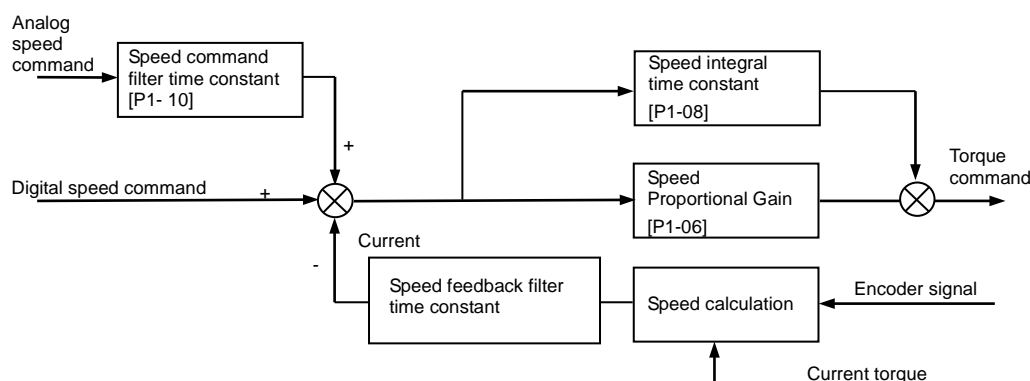 Analog
speed
command
Speed command
filter time constant
[P1- 10]
Speed integral
time constant
[P1-08]
+
Digital speed command
+
Speed
Proportional Gain
[P1-06]
Torque
command
Current
-
Speed feedback filter
time constant
Speed calculation
Encoder signal
Current torque